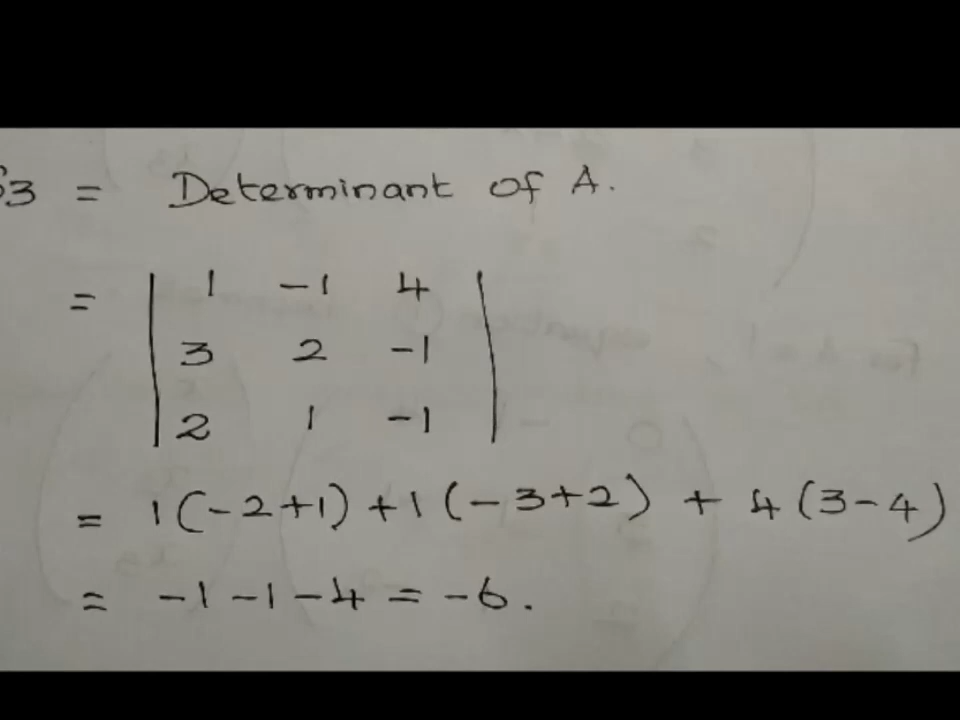 S3 = Determinant of A.
= | 1 -1 4 |
| 3 2 -1 |
| 2 1 -1 |
= 1(-2+1) +1(-3+2) + 4(3-4)
= -1-1-4 = -6.